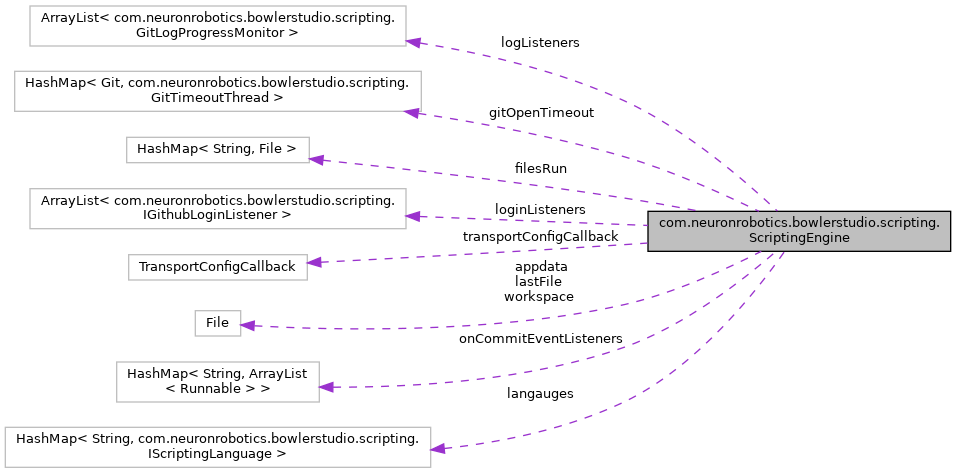 ArrayList< com.neuronrobotics.bowlerstudio.scripting.
GitLogProgressMonitor >
logListeners
HashMap< Git, com.neuronrobotics.bowlerstudio.scripting.
GitTimeoutThread >
gitOpenTimeout
HashMap< String, File >
filesRun
ArrayList< com.neuronrobotics.bowlerstudio.scripting.
IGithubLoginListener >
loginListeners
com.neuronrobotics.bowlerstudio.scripting.
ScriptingEngine
transportConfigCallback
TransportConfigCallback
appdata
lastFile
workspace
File
onCommitEventListeners
HashMap< String, ArrayList
< Runnable > >
langauges
HashMap< String, com.neuronrobotics.bowlerstudio.scripting.
IScriptingLanguage >